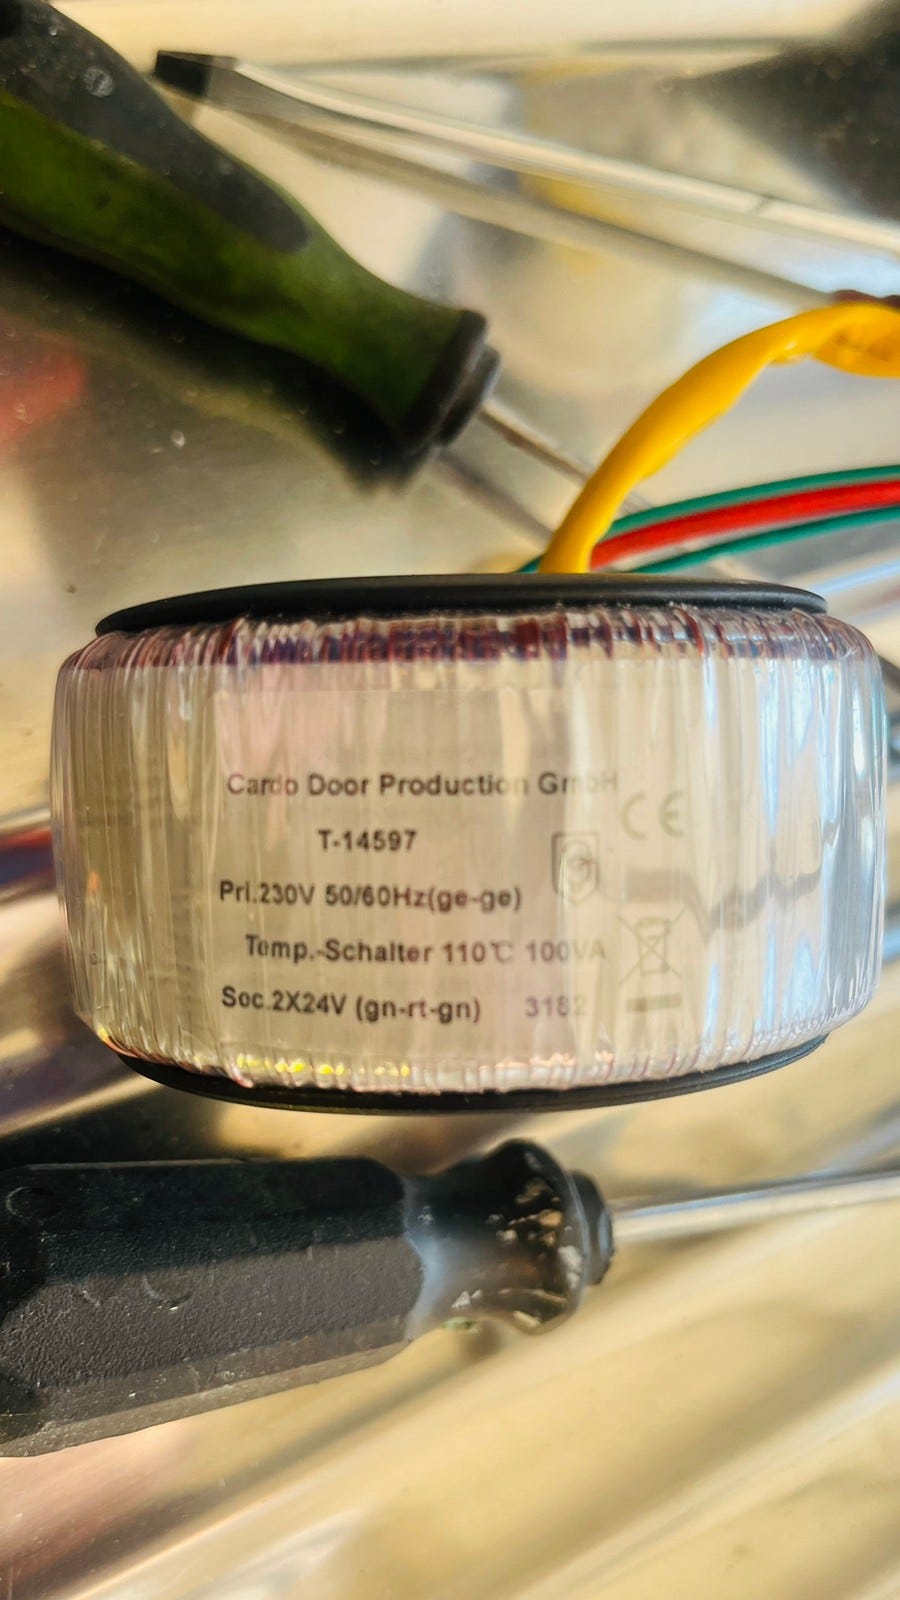 Cardo Door Production GmbH
CE
T-14597
Pri.230V 50/60Hz(ge-ge)
Temp.-Schalter 110℃ 100VA
Sec.2X24V (gn-rt-gn) 3182